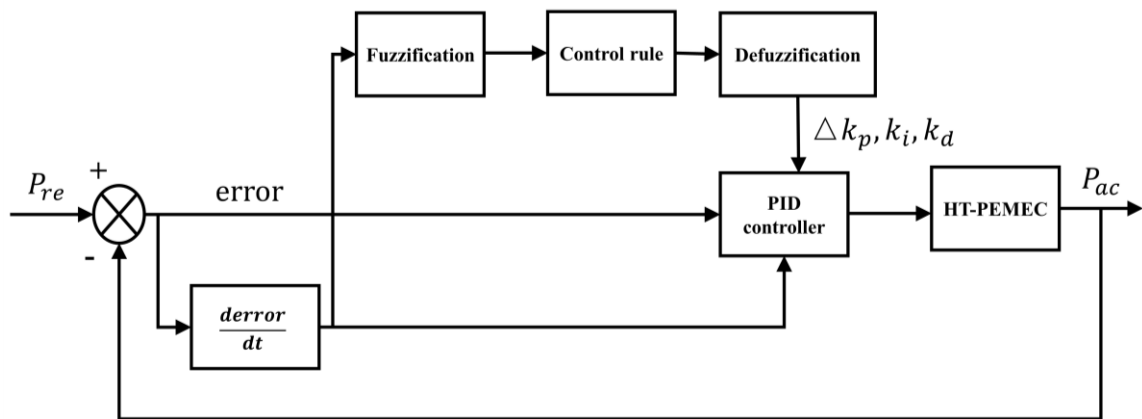 Fuzzification
Control rule
Defuzzification
△ k_p, k_i, k_d
P_re
+
-
error
PID
controller
HT-PEMEC
P_ac
derror
dt